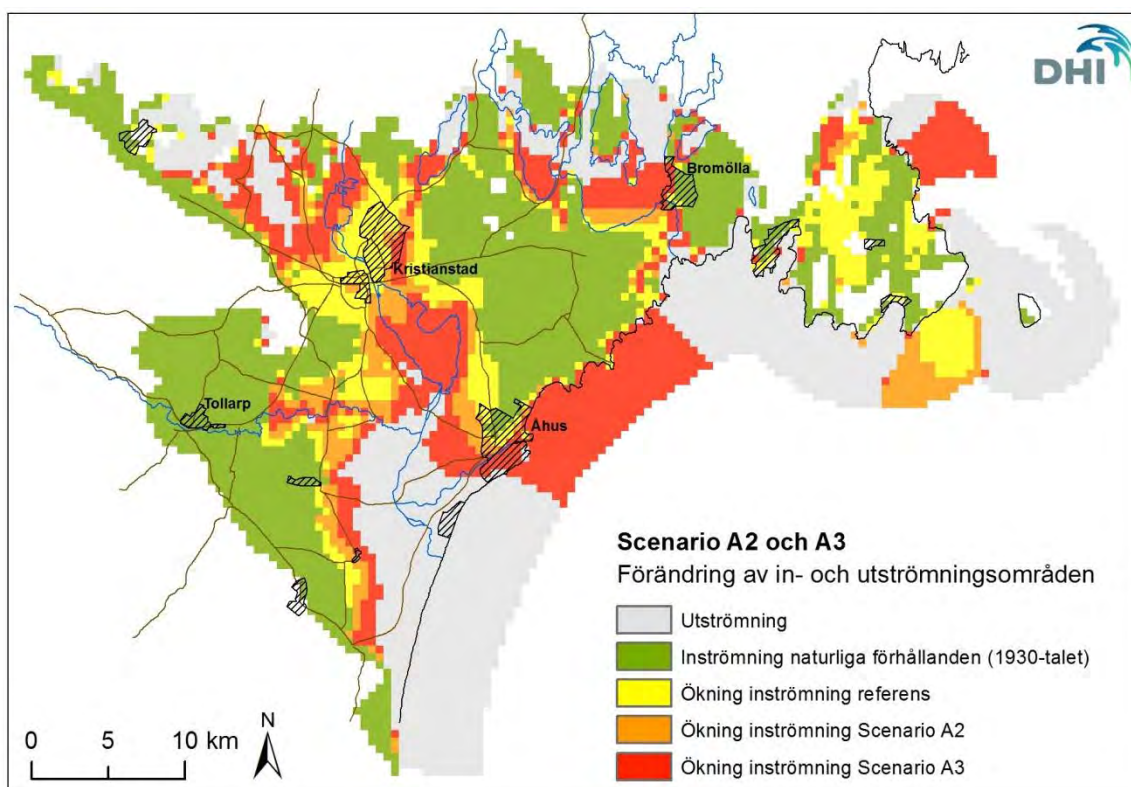 DHI
Bromölla
Kristianstad
Tollarp
Åhus
Scenario A2 och A3
Förändring av in- och utströmningsområden
Utströmning
Inströmning naturliga förhållanden (1930-talet)
Ökning inströmning referens
Ökning inströmning Scenario A2
Ökning inströmning Scenario A3
N
0 5 10 km